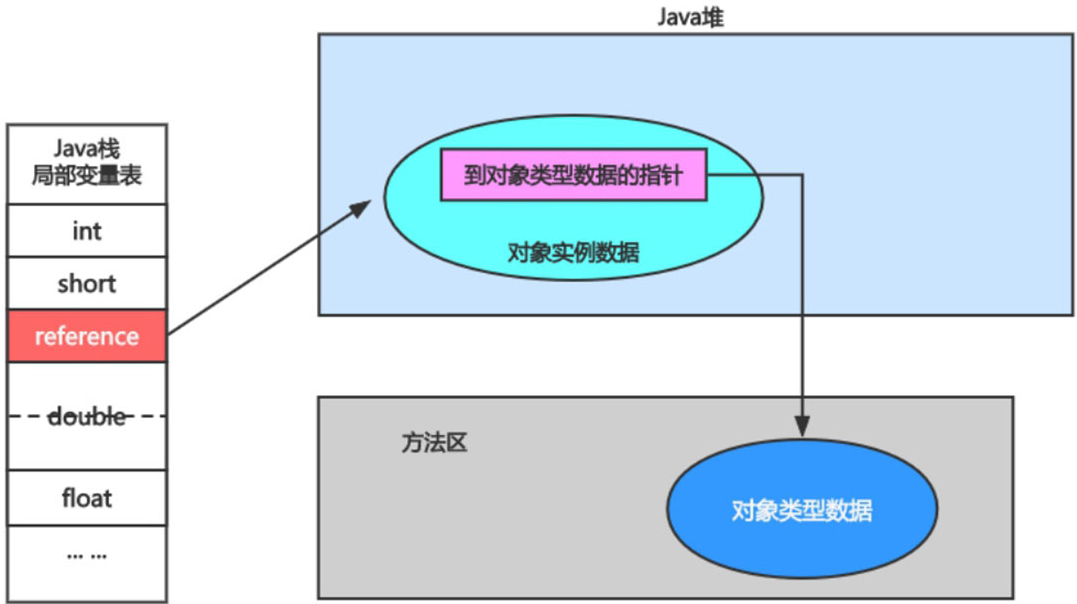 Java堆
Java栈
局部变量表
int
short
reference
double
float
... ...
到对象类型数据的指针
对象实例数据
方法区
对象类型数据